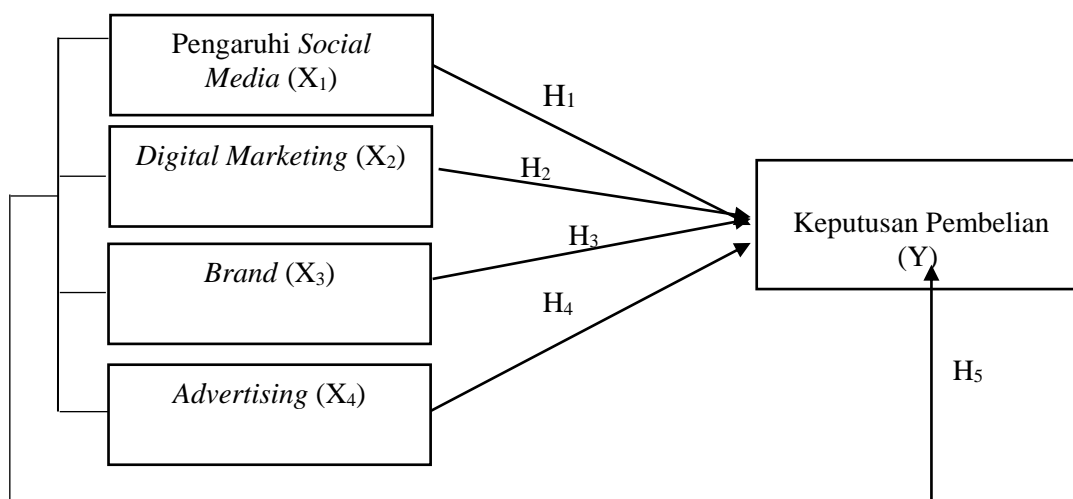 Pengaruhi Social
Media (X₁)
H₁
Digital Marketing (X₂)
H₂
Keputusan Pembelian
(Y)
H₃
Brand (X₃)
H₄
Advertising (X₄)
H₅